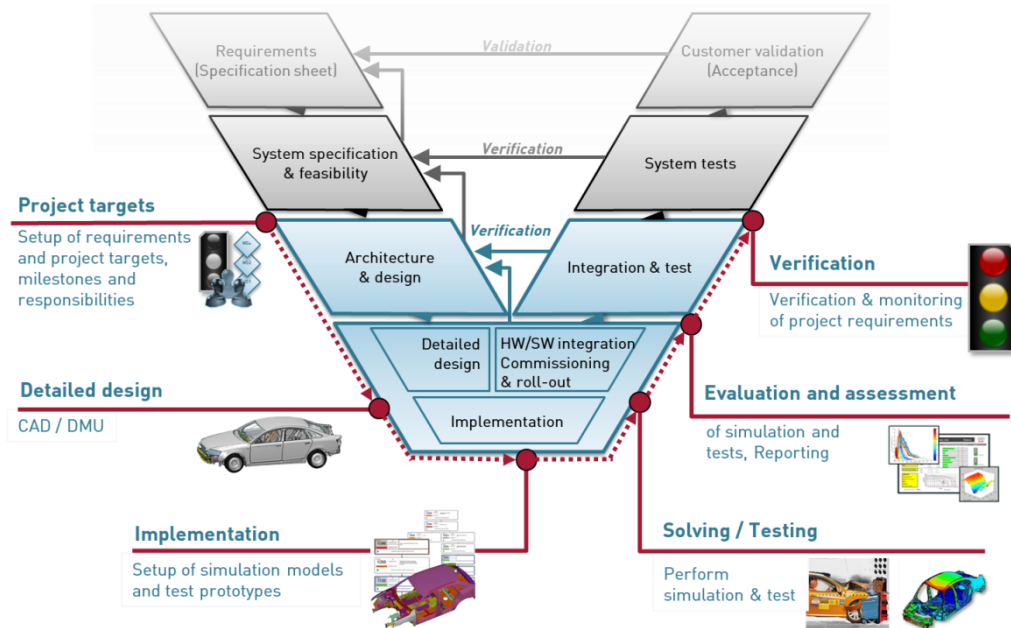 Requirements
(Specification sheet)
Validation
Customer validation
(Acceptance)
System specification
& feasibility
Verification
System tests
Project targets
Setup of requirements
and project targets,
milestones and
responsibilities
Architecture
& design
Verification
Integration & test
Verification
Verification & monitoring
of project requirements
Detailed
design
HW/SW integration
Commissioning
& roll-out
Implementation
Detailed design
CAD / DMU
Evaluation and assessment
of simulation and
tests, Reporting
Implementation
Setup of simulation models
and test prototypes
Solving / Testing
Perform
simulation & test